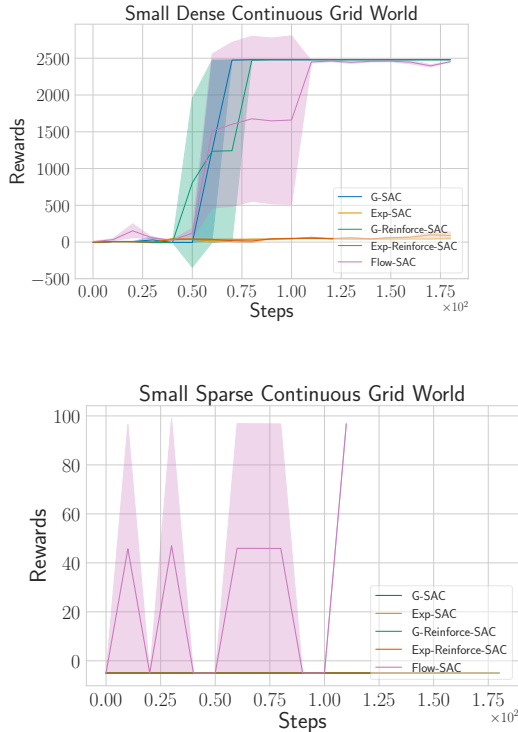 Small Dense Continuous Grid World
2500
2000
1500
1000
500
0
−500
Rewards
G-SAC
Exp-SAC
G-Reinforce-SAC
Exp-Reinforce-SAC
Flow-SAC
0.00 0.25 0.50 0.75 1.00 1.25 1.50 1.75
×10²
Steps
Small Sparse Continuous Grid World
100
80
60
40
20
0
Rewards
G-SAC
Exp-SAC
G-Reinforce-SAC
Exp-Reinforce-SAC
Flow-SAC
0.00 0.25 0.50 0.75 1.00 1.25 1.50 1.75
×10²
Steps